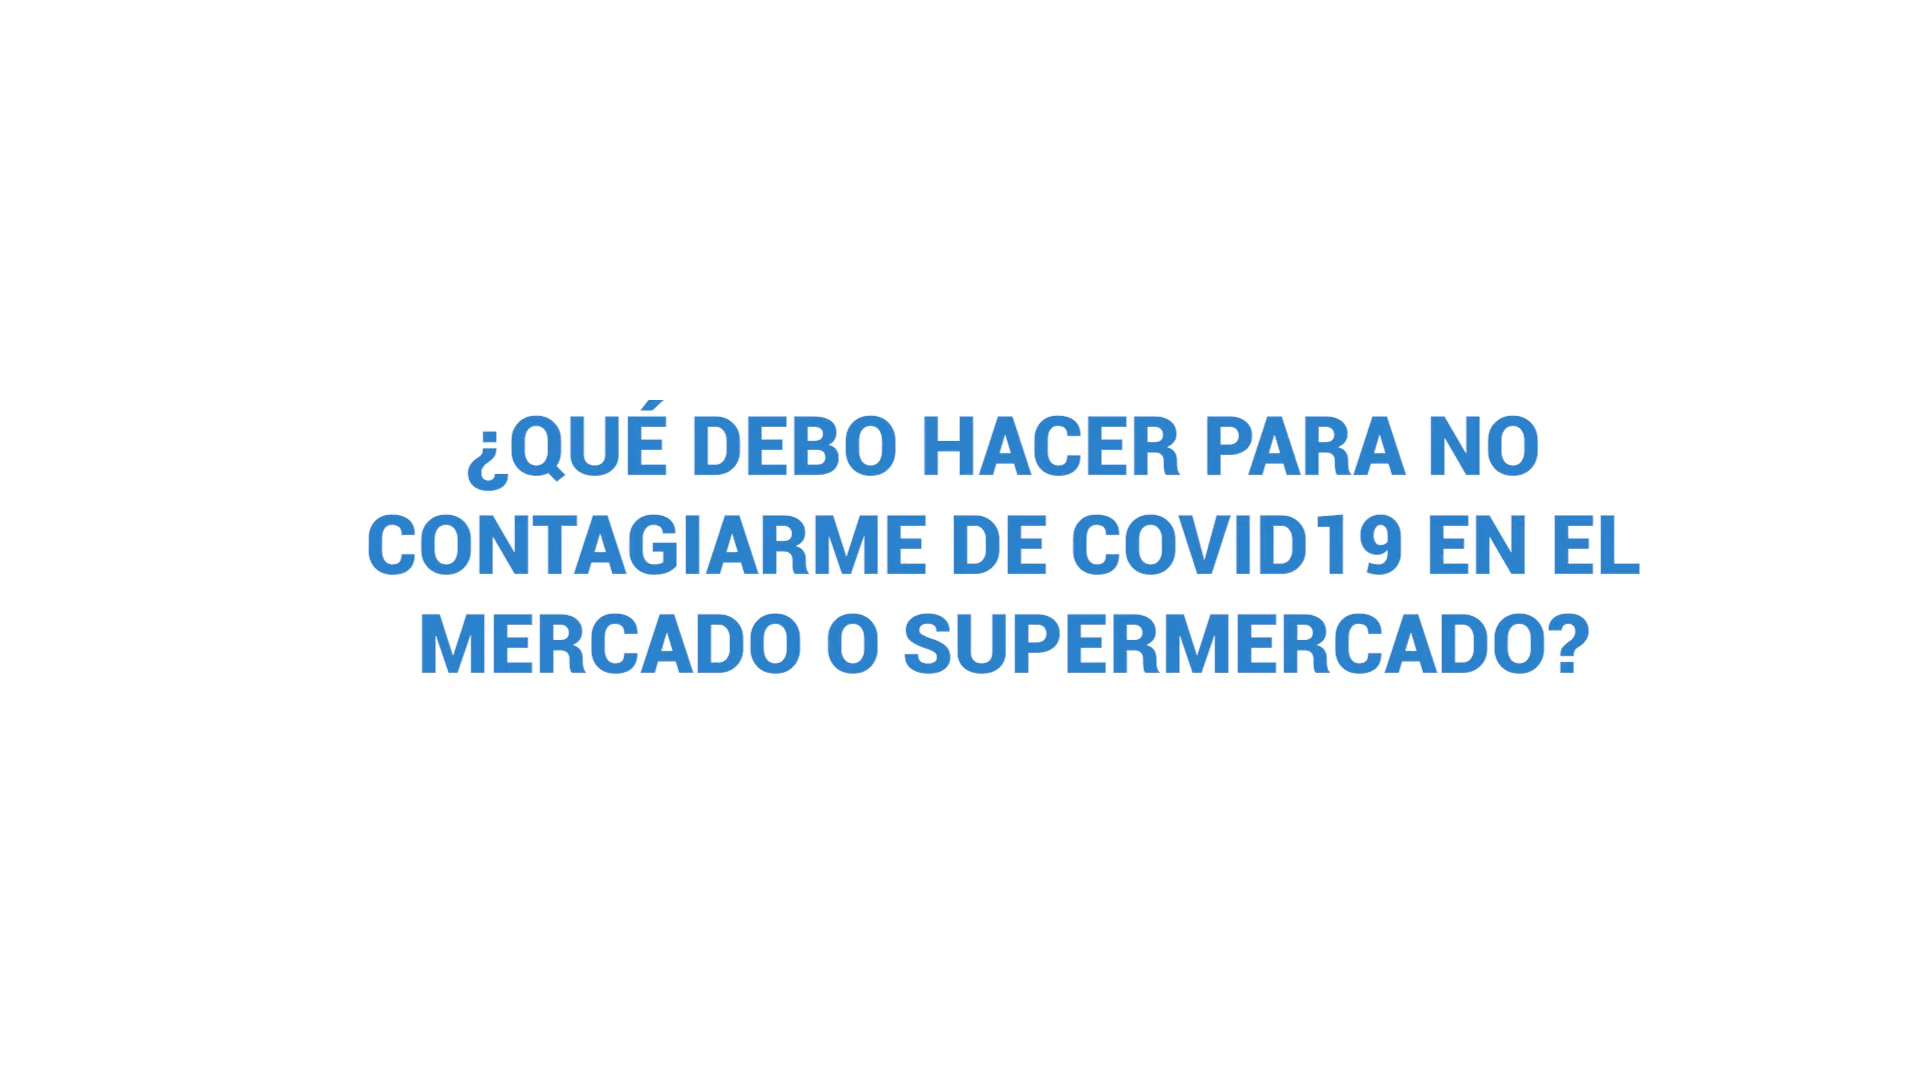 ¿QUÉ DEBO HACER PARA NO
CONTAGIARME DE COVID19 EN EL
MERCADO O SUPERMERCADO?